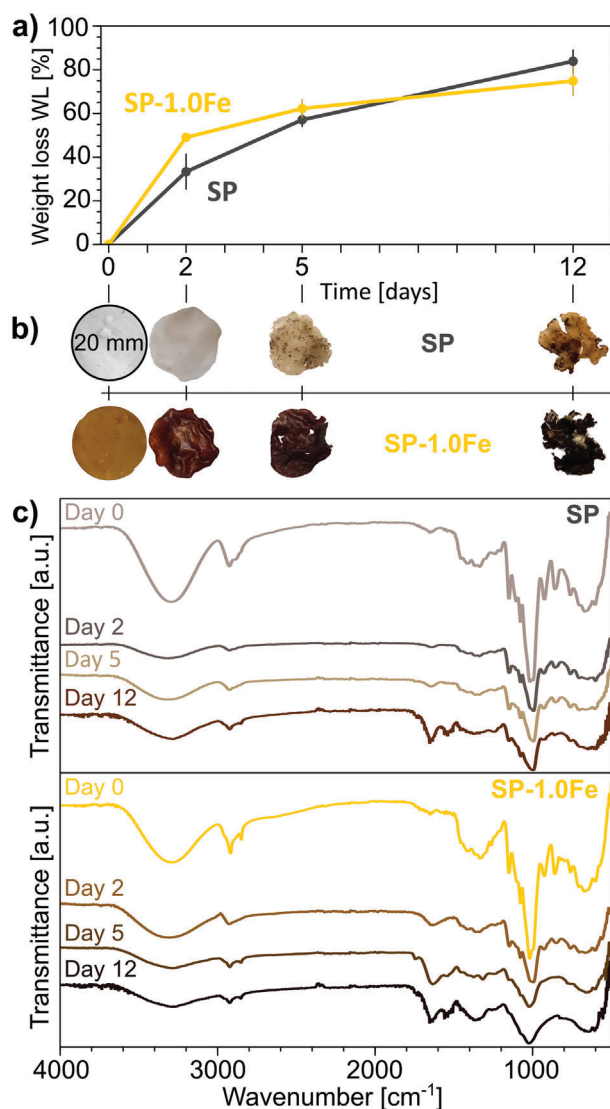 a)
Weight loss WL [%]
100
80
60
40
20
0
SP-1.0Fe
SP
0
2
5
12
Time [days]
b)
20 mm
SP
SP-1.0Fe
c)
Transmittance [a.u.]
Day 0
SP
Day 2
Day 5
Day 12
Transmittance [a.u.]
Day 0
SP-1.0Fe
Day 2
Day 5
Day 12
4000
3000
2000
1000
Wavenumber [cm⁻¹]